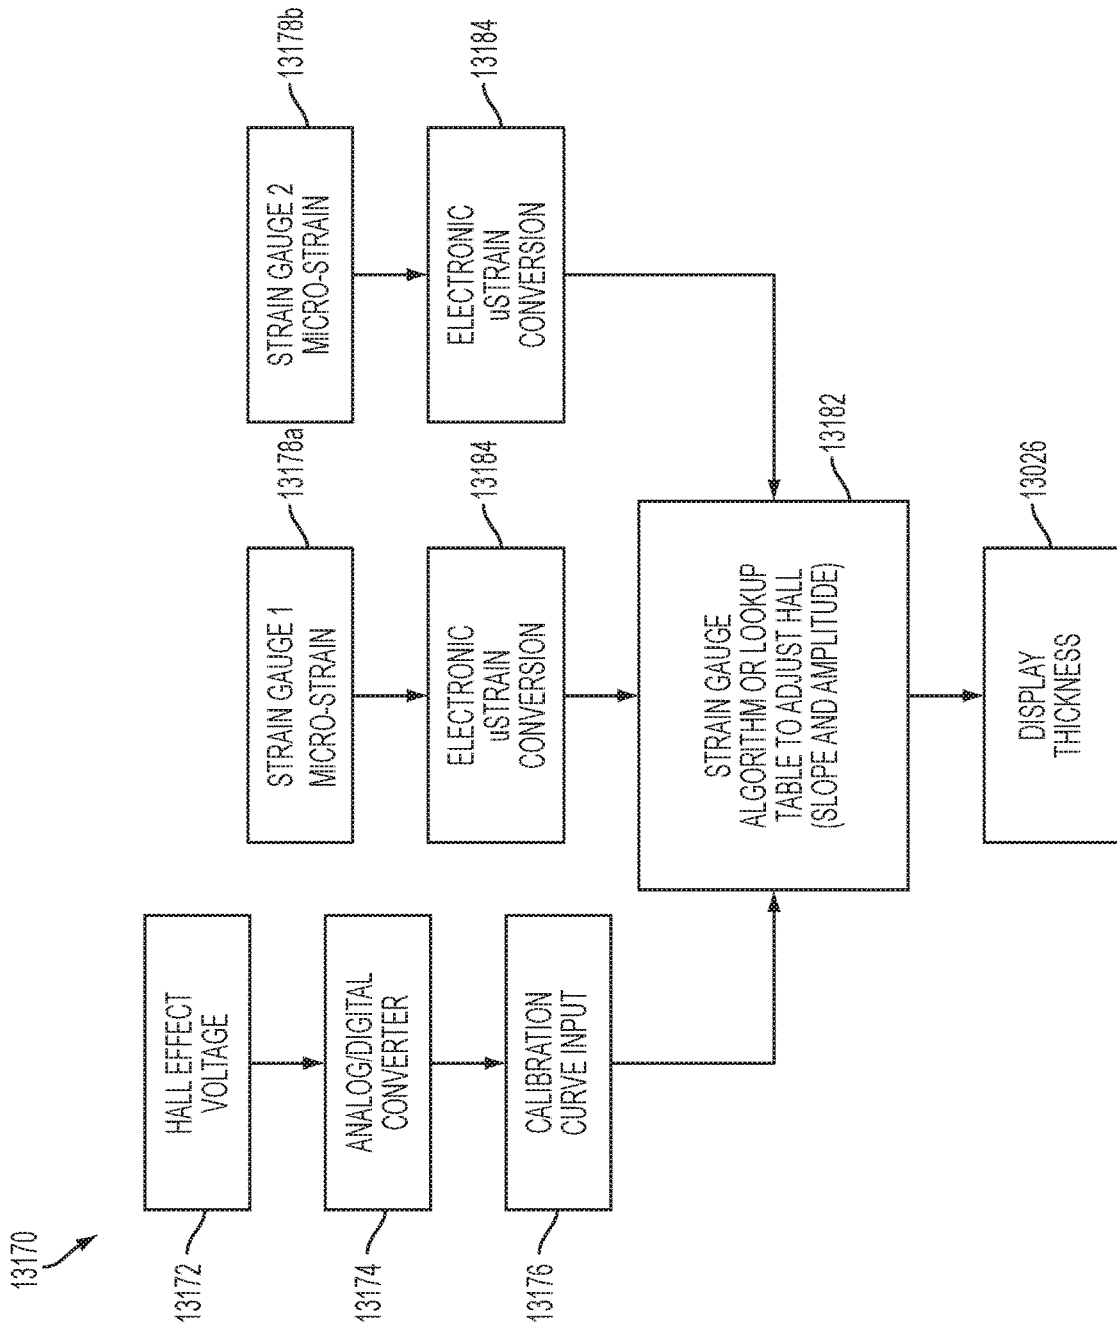 13170
HALL EFFECT
VOLTAGE
13172
ANALOG/DIGITAL
CONVERTER
13174
CALIBRATION
CURVE INPUT
13176
STRAIN GAUGE 1
MICRO-STRAIN
13178a
ELECTRONIC
uSTRAIN
CONVERSION
13184
STRAIN GAUGE 2
MICRO-STRAIN
13178b
ELECTRONIC
uSTRAIN
CONVERSION
13184
STRAIN GAUGE
ALGORITHM OR LOOKUP
TABLE TO ADJUST HALL
(SLOPE AND AMPLITUDE)
13182
DISPLAY
THICKNESS
13026